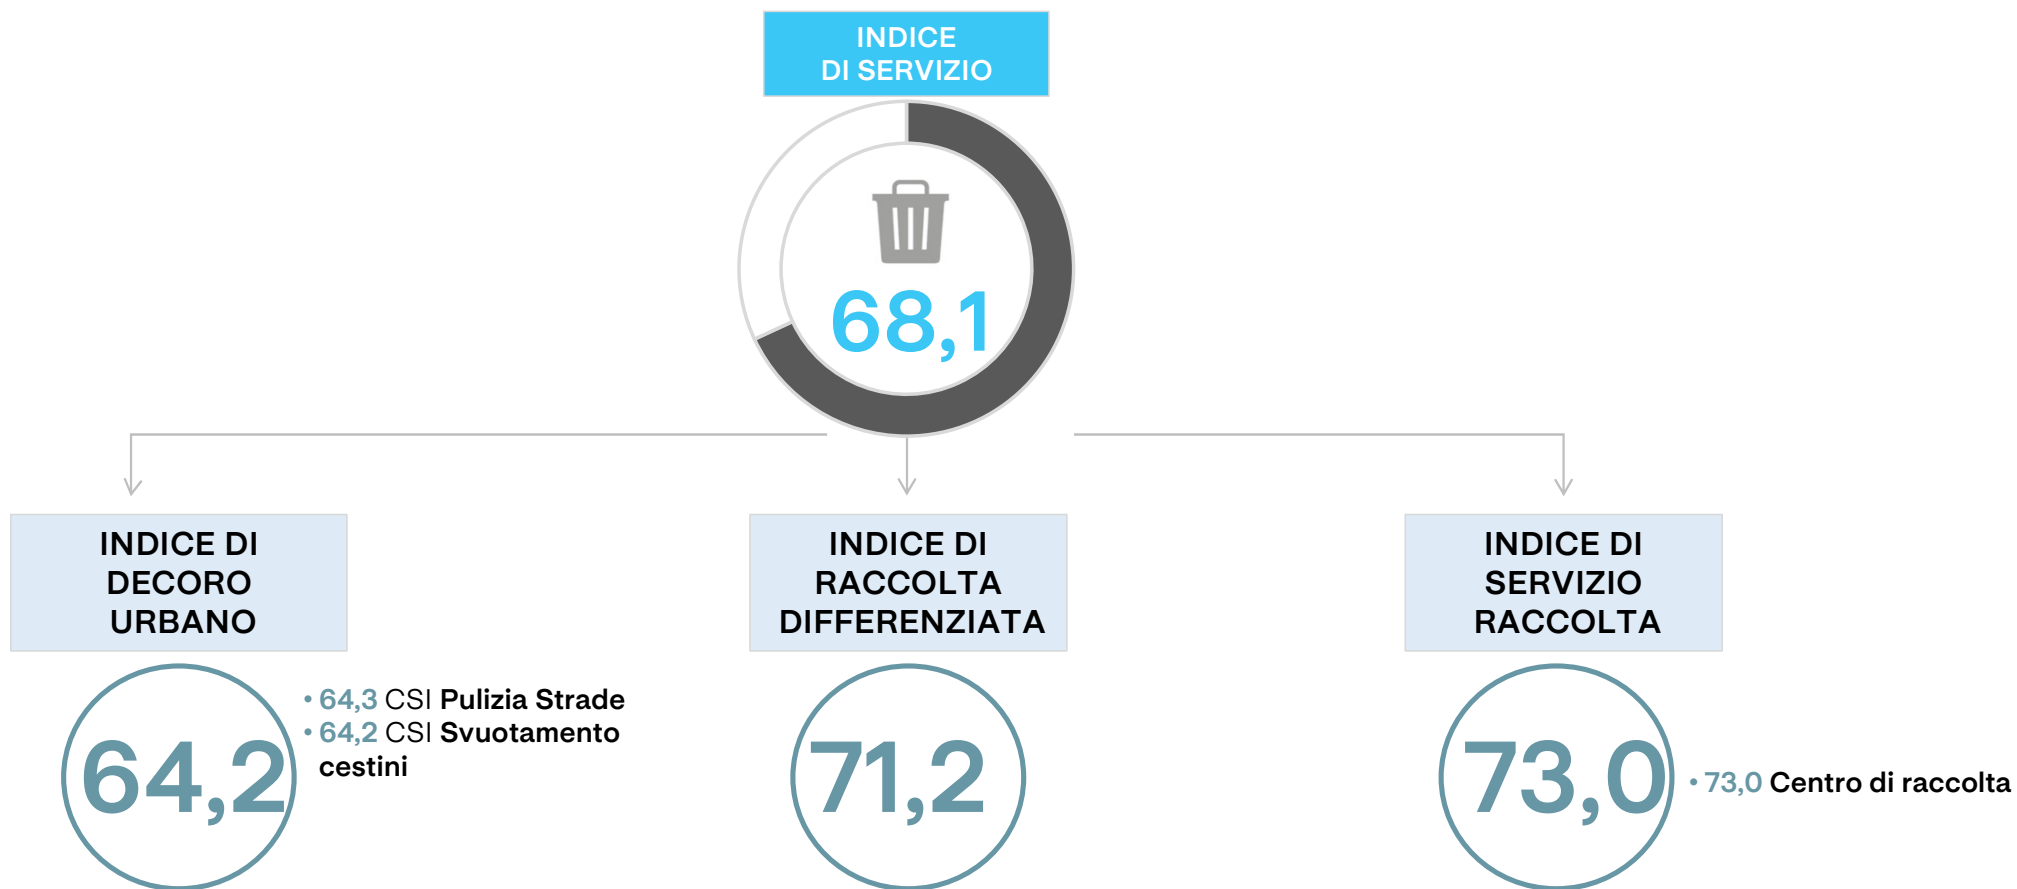 INDICE
DI SERVIZIO
68,1
INDICE DI
DECORO
URBANO
64,2
• 64,3 CSI Pulizia Strade
• 64,2 CSI Svuotamento
cestini
INDICE DI
RACCOLTA
DIFFERENZIATA
71,2
INDICE DI
SERVIZIO
RACCOLTA
73,0
• 73,0 Centro di raccolta